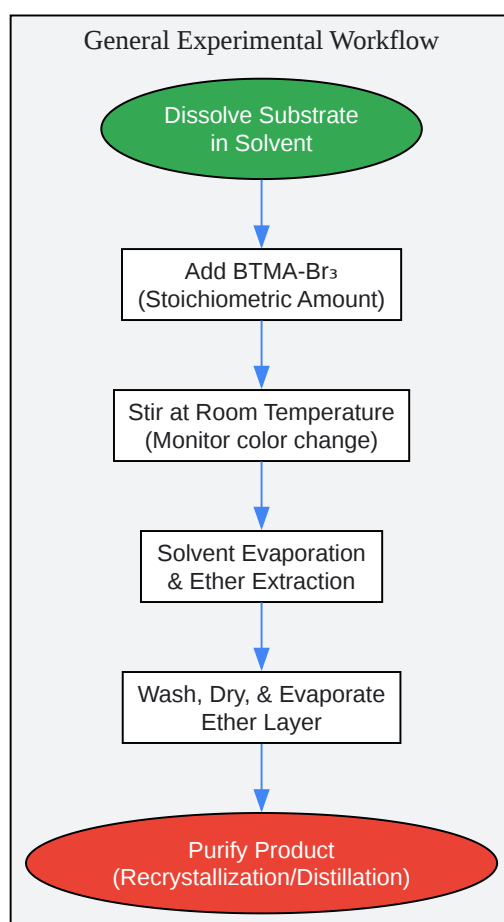 General Experimental Workflow
Dissolve Substrate
in Solvent
Add BTMA-Br₃
(Stoichiometric Amount)
Stir at Room Temperature
(Monitor color change)
Solvent Evaporation
& Ether Extraction
Wash, Dry, & Evaporate
Ether Layer
Purify Product
(Recrystallization/Distillation)